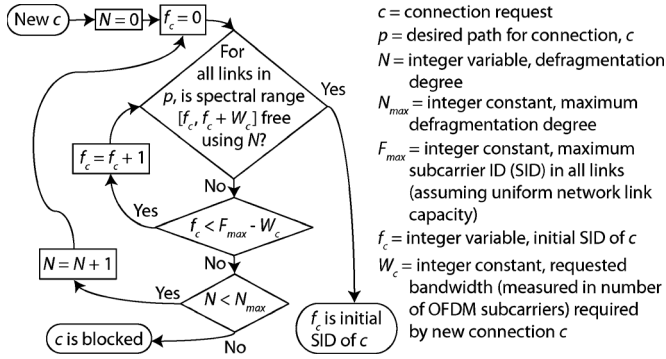 New c
N = 0
f_c = 0
For
all links in
p, is spectral range
[f_c, f_c + W_c] free
using N?
Yes
f_c = f_c + 1
No
Yes
f_c < F_max - W_c
No
N = N + 1
Yes
N < N_max
No
c is blocked
f_c is initial
SID of c
c = connection request
p = desired path for connection, c
N = integer variable, defragmentation
degree
N_max = integer constant, maximum
defragmentation degree
F_max = integer constant, maximum
subcarrier ID (SID) in all links
(assuming uniform network link
capacity)
f_c = integer variable, initial SID of c
W_c = integer constant, requested
bandwidth (measured in number
of OFDM subcarriers) required
by new connection c